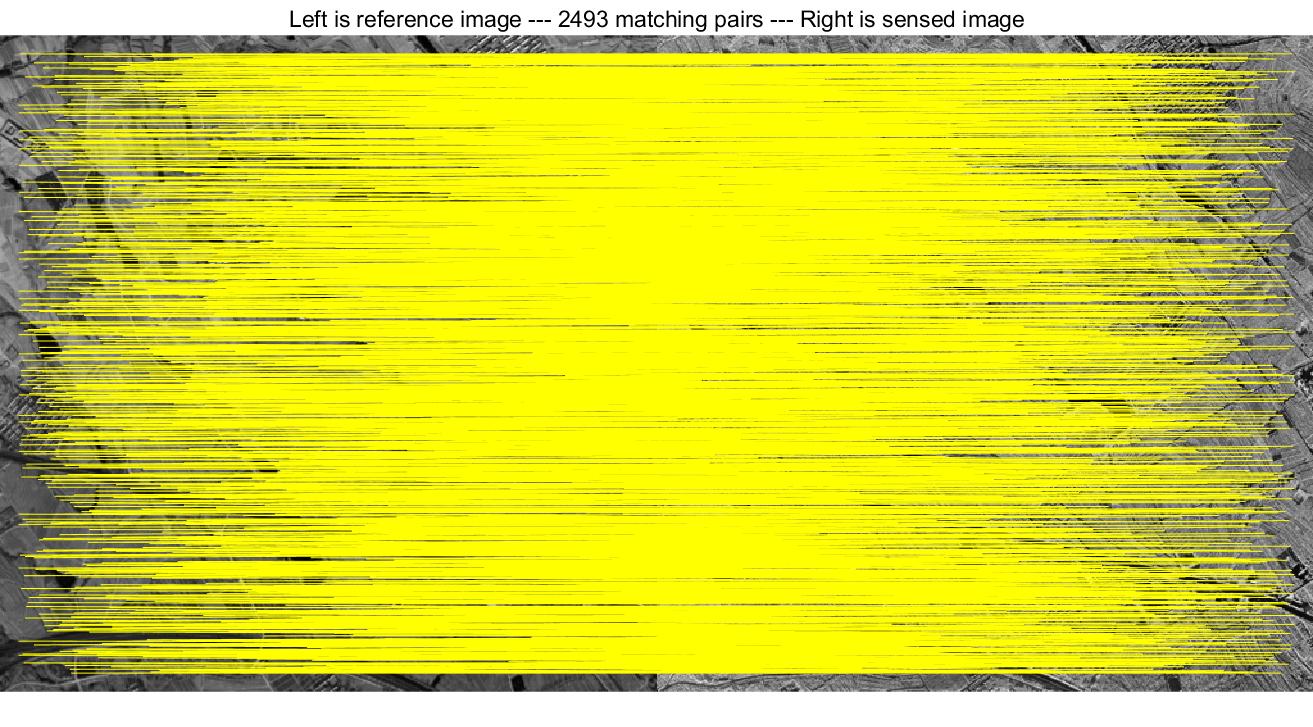 Left is reference image --- 2493 matching pairs --- Right is sensed image